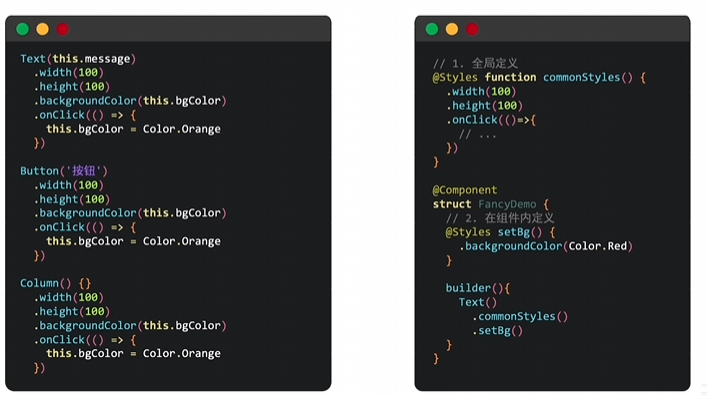 Text(this.message)
  .width(100)
  .height(100)
  .backgroundColor(this.bgColor)
  .onClick(() => {
    this.bgColor = Color.Orange
  })
Button('按钮')
  .width(100)
  .height(100)
  .backgroundColor(this.bgColor)
  .onClick(() => {
    this.bgColor = Color.Orange
  })
Column() {}
  .width(100)
  .height(100)
  .backgroundColor(this.bgColor)
  .onClick(() => {
    this.bgColor = Color.Orange
  })
// 1. 全局定义
@Styles function commonStyles() {
  .width(100)
  .height(100)
  .onClick(()=>{
    // ...
  })
}
@Component
struct FancyDemo {
  // 2. 在组件内定义
  @Styles setBg() {
    .backgroundColor(Color.Red)
  }
  builder(){
    Text()
      .commonStyles()
      .setBg()
  }
}